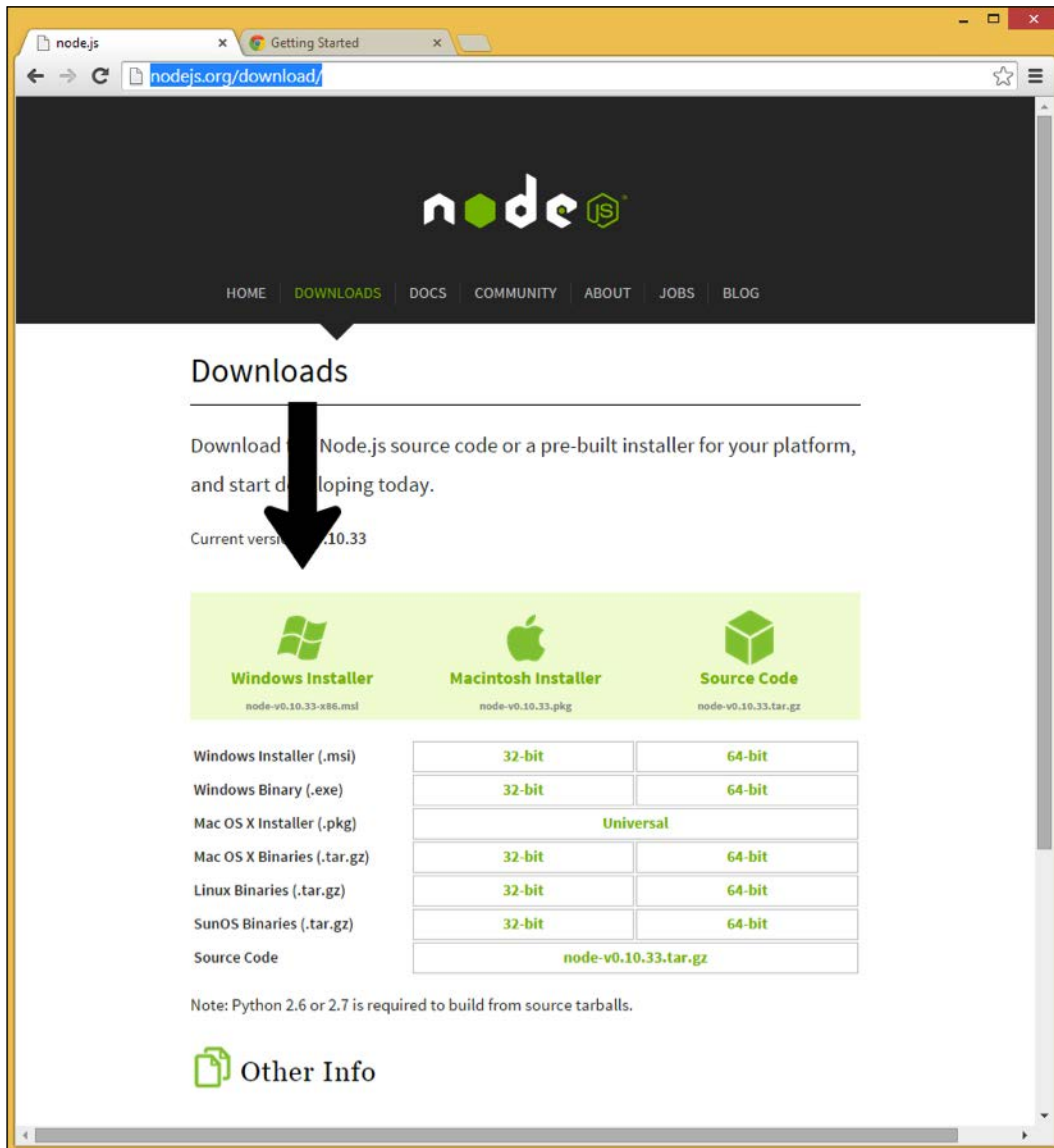 node.js
Getting Started
nodejs.org/download/
node JS
HOME DOWNLOADS DOCS COMMUNITY ABOUT JOBS BLOG
Downloads
Download Node.js source code or a pre-built installer for your platform,
and start developing today.
Current .10.33
Windows Installer Macintosh Installer Source Code
node-v0.10.33-x86.msi node-v0.10.33.pkg node-v0.10.33.tar.gz
Windows Installer (.msi) 32-bit 64-bit
Windows Binary (.exe) 32-bit 64-bit
Mac OS X Installer (.pkg) Universal
Mac OS X Binaries (.tar.gz) 32-bit 64-bit
Linux Binaries (.tar.gz) 32-bit 64-bit
SunOS Binaries (.tar.gz) 32-bit 64-bit
Source Code node-v0.10.33.tar.gz
Note: Python 2.6 or 2.7 is required to build from source tarballs.
Other Info